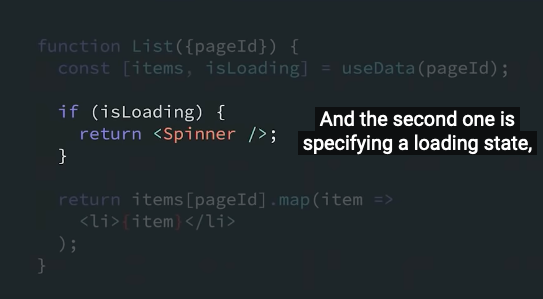 function List({pageId}) {
const [items, isLoading] = useData(pageId);
if (isLoading) {
return <Spinner />;
}
And the second one is
specifying a loading state,
return items[pageId].map(item =>
<li>{item}</li>
);
}